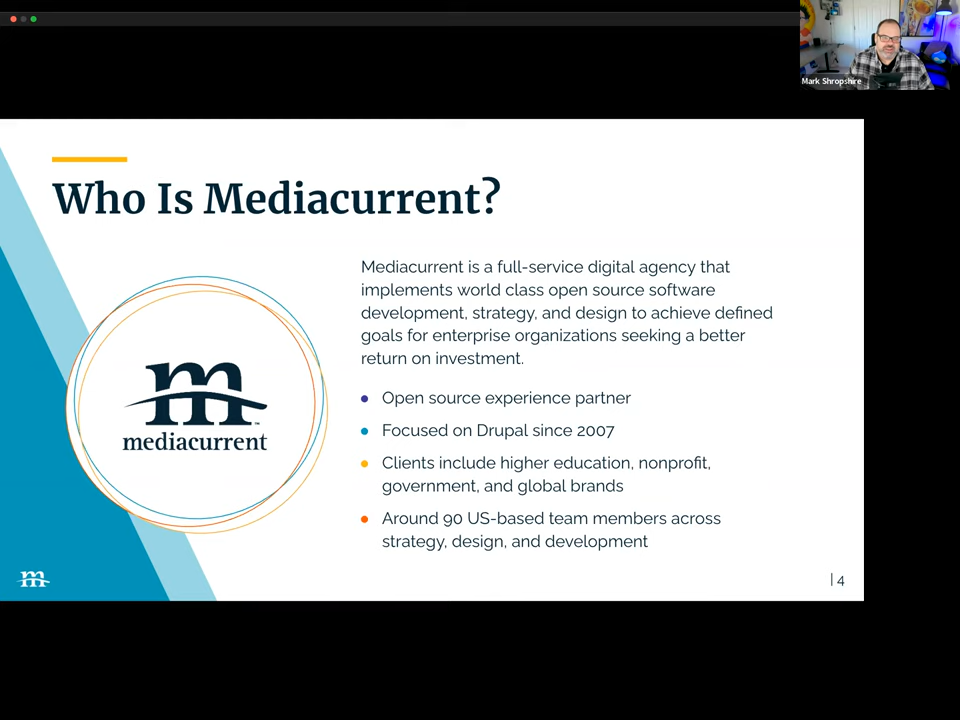 Mark Shropshire
Who Is Mediacurrent?
Mediacurrent is a full-service digital agency that
implements world class open source software
development, strategy, and design to achieve defined
goals for enterprise organizations seeking a better
return on investment.
m
mediacurrent
Open source experience partner
Focused on Drupal since 2007
Clients include higher education, nonprofit,
government, and global brands
Around 90 US-based team members across
strategy, design, and development
m
| 4